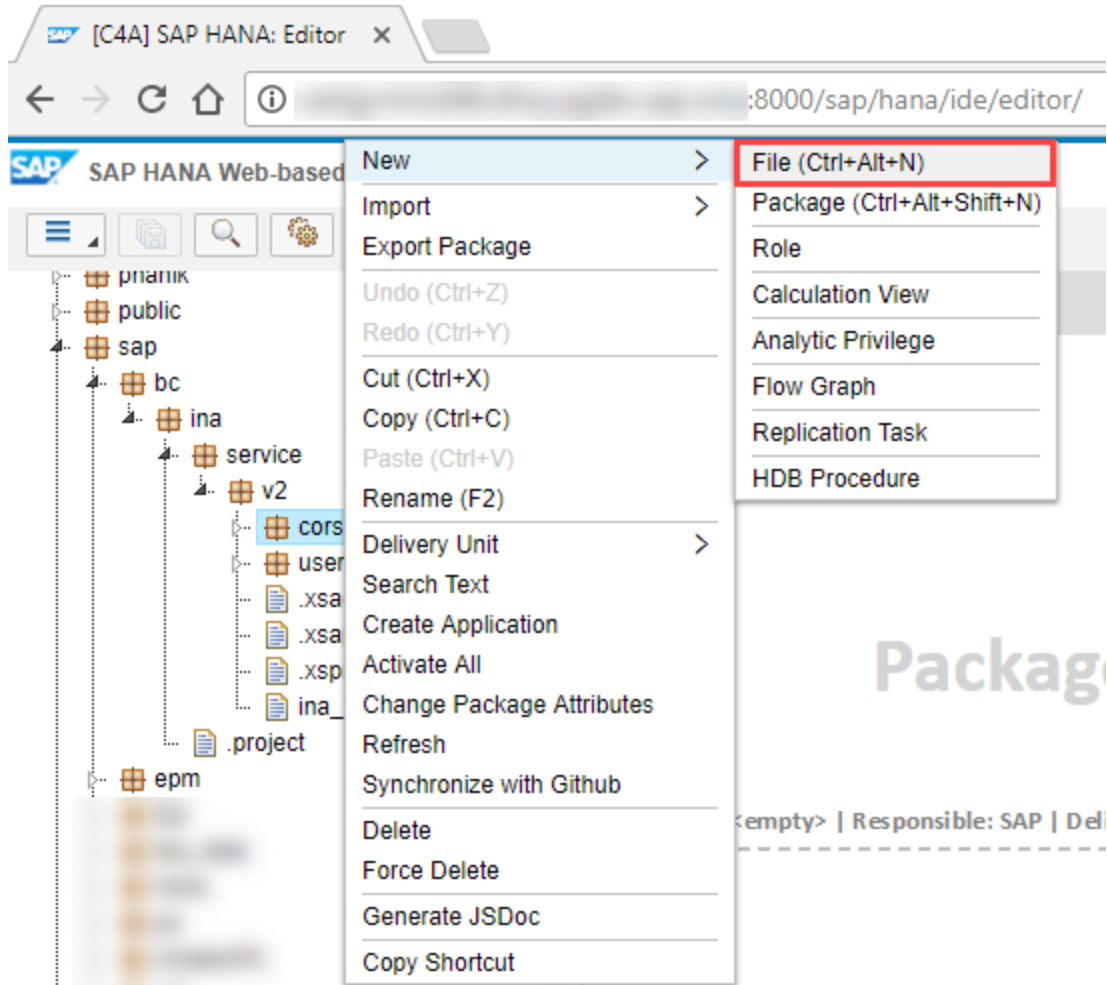 [C4A] SAP HANA: Editor
:8000/sap/hana/ide/editor/
SAP SAP HANA Web-based
New
File (Ctrl+Alt+N)
Import
Package (Ctrl+Alt+Shift+N)
Export Package
Role
Undo (Ctrl+Z)
Calculation View
Redo (Ctrl+Y)
Analytic Privilege
Cut (Ctrl+X)
Flow Graph
Copy (Ctrl+C)
Replication Task
Paste (Ctrl+V)
HDB Procedure
Rename (F2)
Delivery Unit
Search Text
Create Application
Activate All
Change Package Attributes
Refresh
Synchronize with Github
Delete
Force Delete
Generate JSDoc
Copy Shortcut
phanik
public
sap
bc
ina
service
v2
cors
user
.xsa
.xsa
.xsp
ina_
.project
epm
Package
<empty> | Responsible: SAP | Deli